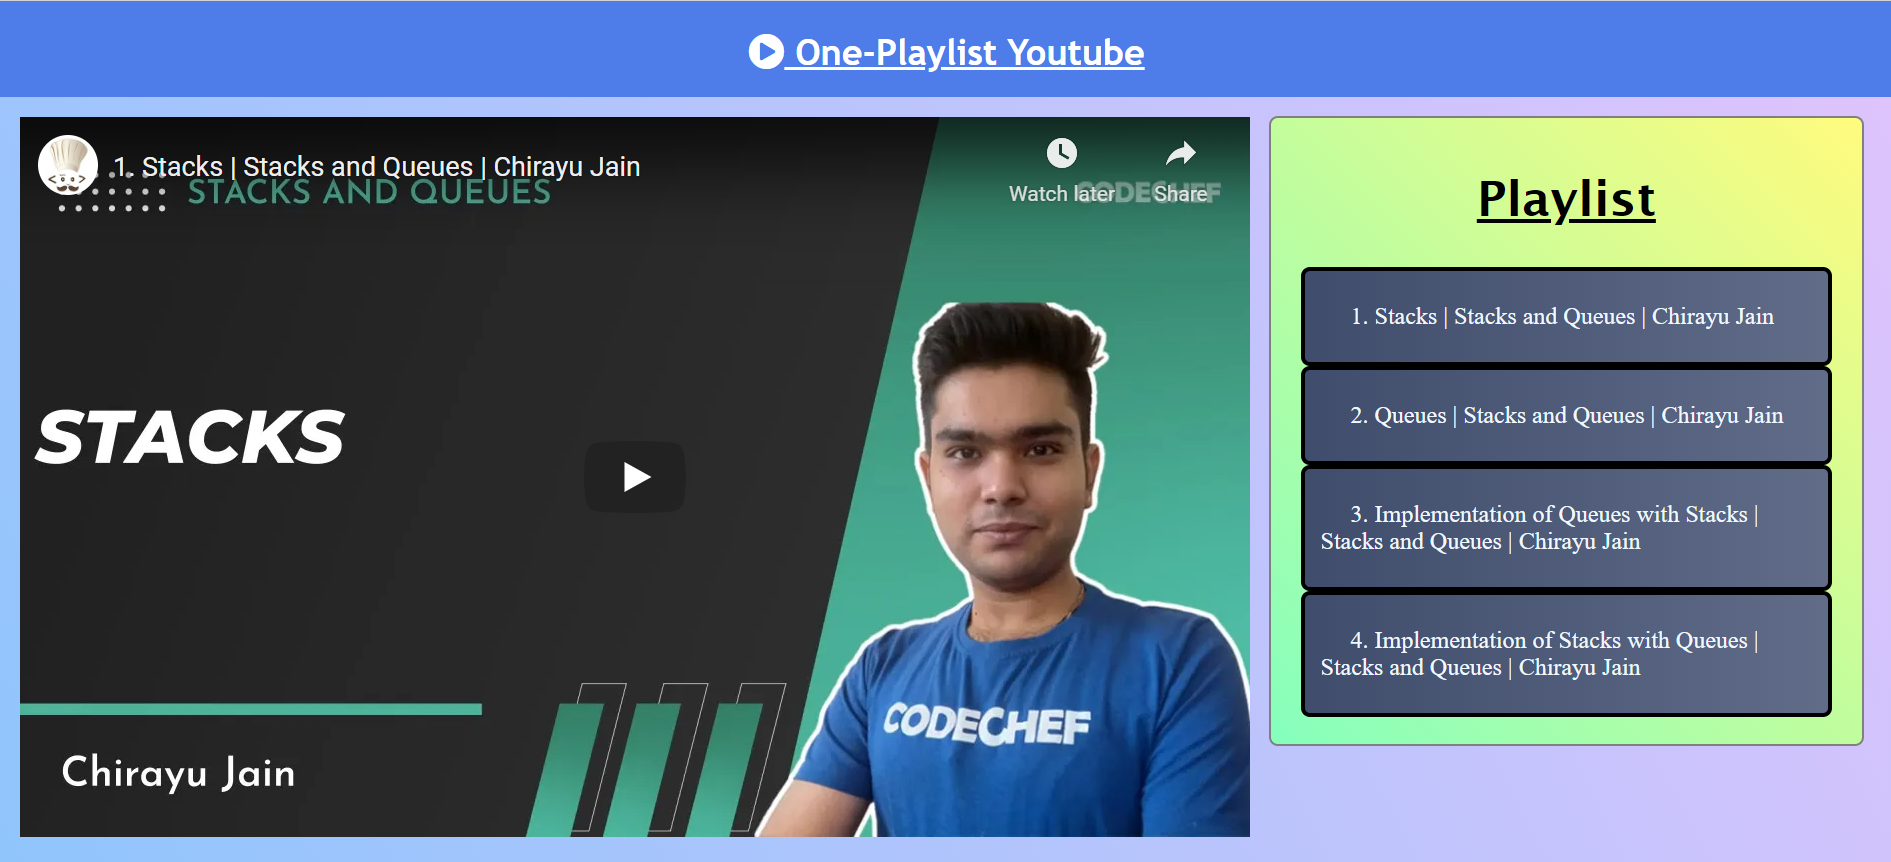 One-Playlist Youtube
1. Stacks | Stacks and Queues | Chirayu Jain
STACKS AND QUEUES
Watch later
Share
CODECHEF
STACKS
CODECHEF
Chirayu Jain
Playlist
1. Stacks | Stacks and Queues | Chirayu Jain
2. Queues | Stacks and Queues | Chirayu Jain
3. Implementation of Queues with Stacks |
Stacks and Queues | Chirayu Jain
4. Implementation of Stacks with Queues |
Stacks and Queues | Chirayu Jain